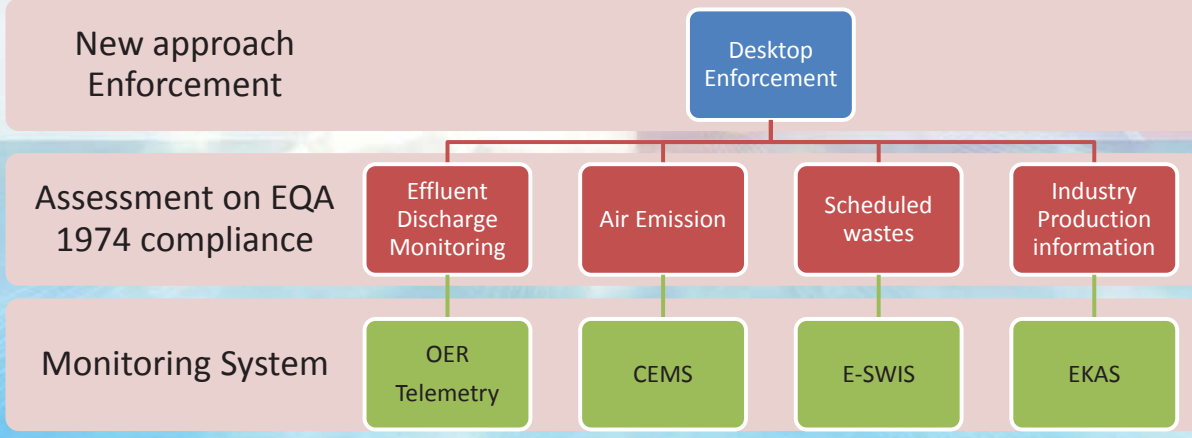 New approach
Enforcement
Desktop
Enforcement
Assessment on EQA
1974 compliance
Effluent
Discharge
Monitoring
Air Emission
Scheduled
wastes
Industry
Production
information
Monitoring System
OER
Telemetry
CEMS
E-SWIS
EKAS